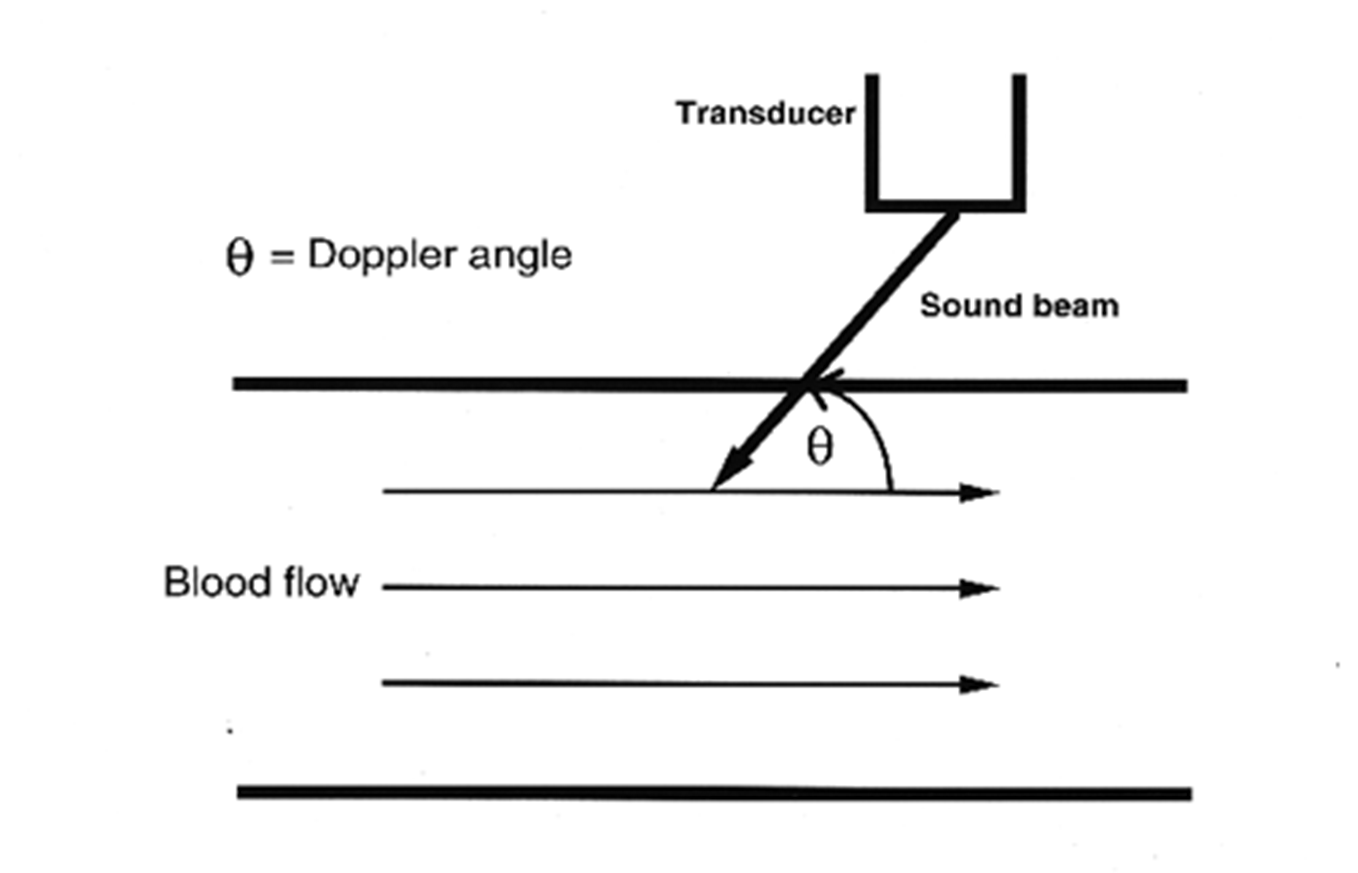 Transducer
θ = Doppler angle
Sound beam
θ
Blood flow